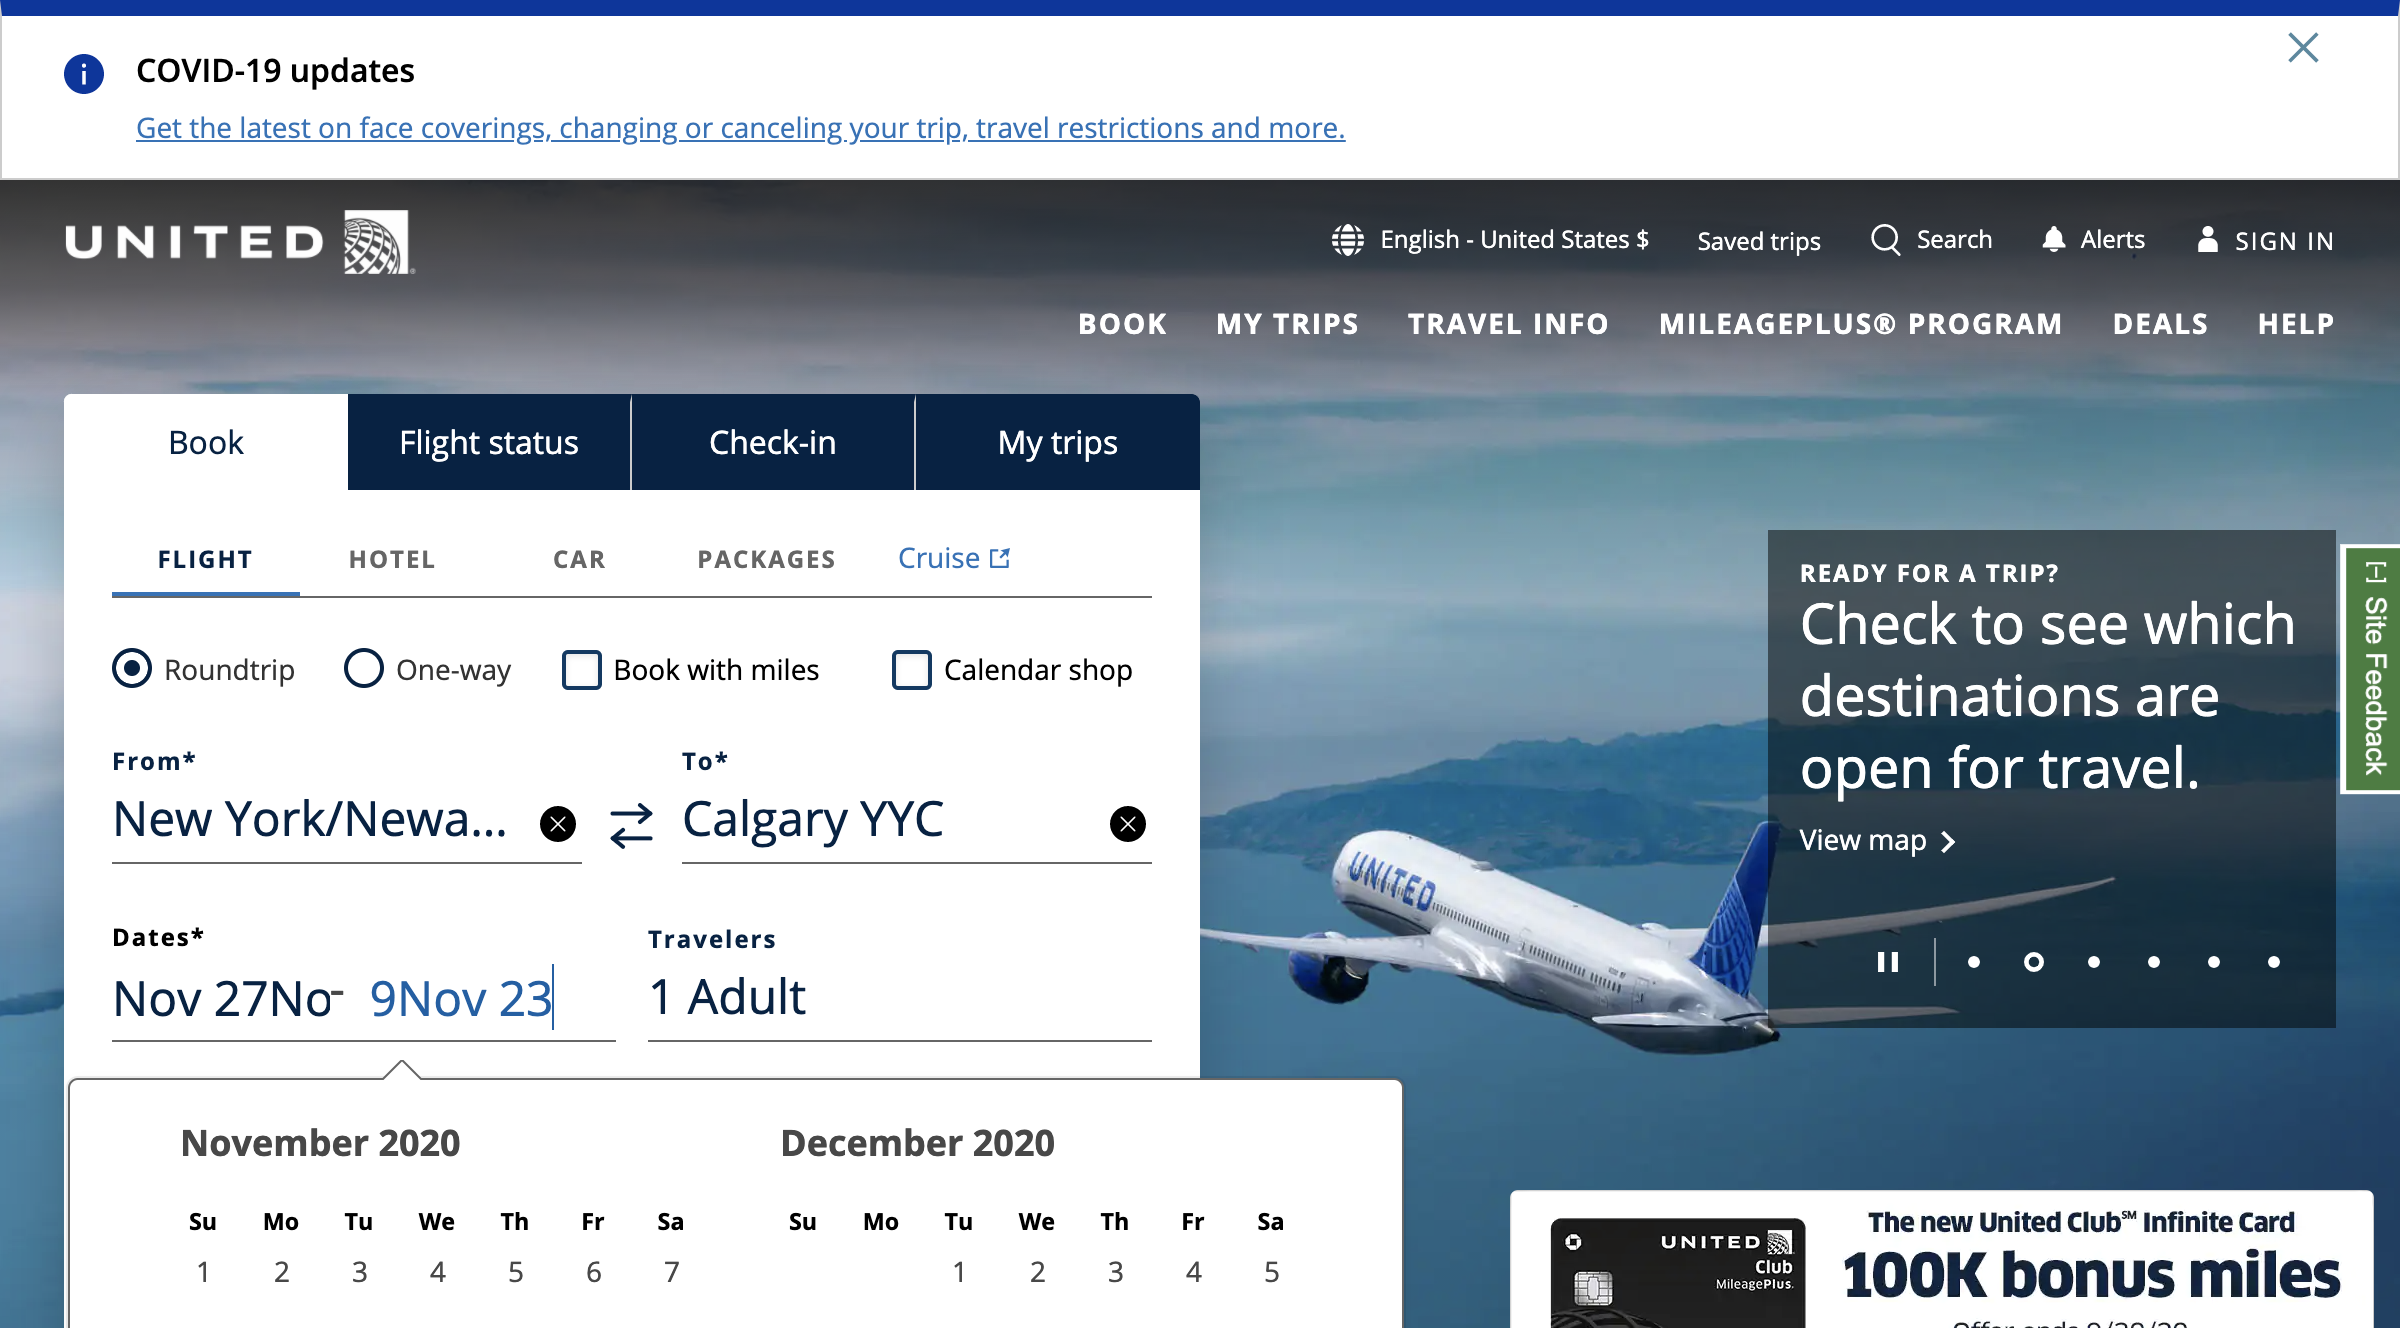 COVID-19 updates
Get the latest on face coverings, changing or canceling your trip, travel restrictions and more.
UNITED
English - United States $ Saved trips Search Alerts SIGN IN
BOOK MY TRIPS TRAVEL INFO MILEAGEPLUS® PROGRAM DEALS HELP
Book Flight status Check-in My trips
FLIGHT HOTEL CAR PACKAGES Cruise
Roundtrip One-way Book with miles Calendar shop
From* To*
New York/Newa... Calgary YYC
Dates* Travelers
Nov 27No - 9Nov 23 1 Adult
November 2020 December 2020
Su Mo Tu We Th Fr Sa Su Mo Tu We Th Fr Sa
1 2 3 4 5 6 7 1 2 3 4 5
READY FOR A TRIP?
Check to see which
destinations are
open for travel.
View map
[-] Site Feedback
UNITED
The new United Club℠ Infinite Card
100K bonus miles
UNITED
Club
MileagePlus.